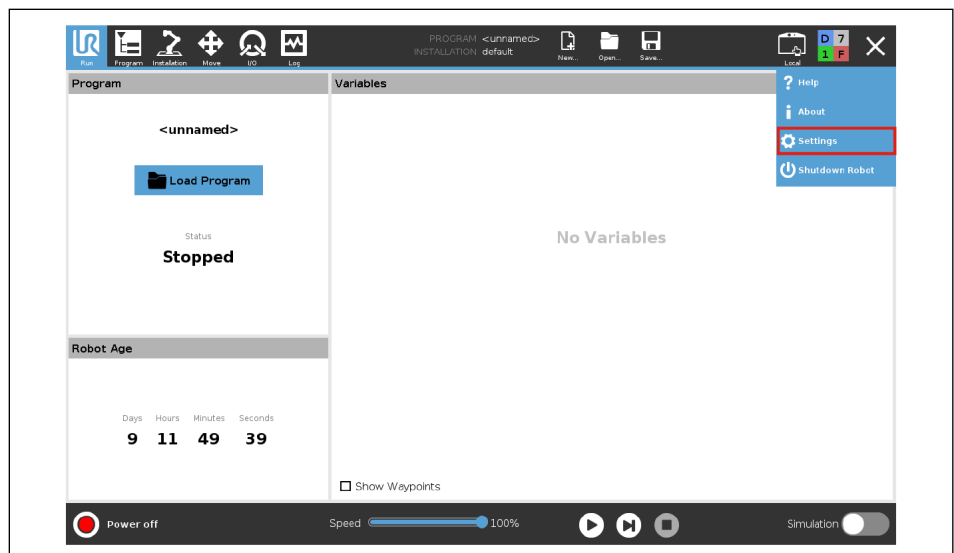 UR
PROGRAM <unnamed>
INSTALLATION default
D 7
1 F
Run Program Installation Move I/O Log New... Open... Save... Local
Program
Variables
? Help
i About
Settings
Shutdown Robot
<unnamed>
Load Program
Status
Stopped
No Variables
Robot Age
Days Hours Minutes Seconds
9 11 49 39
Show Waypoints
Power off
Speed 100%
Simulation